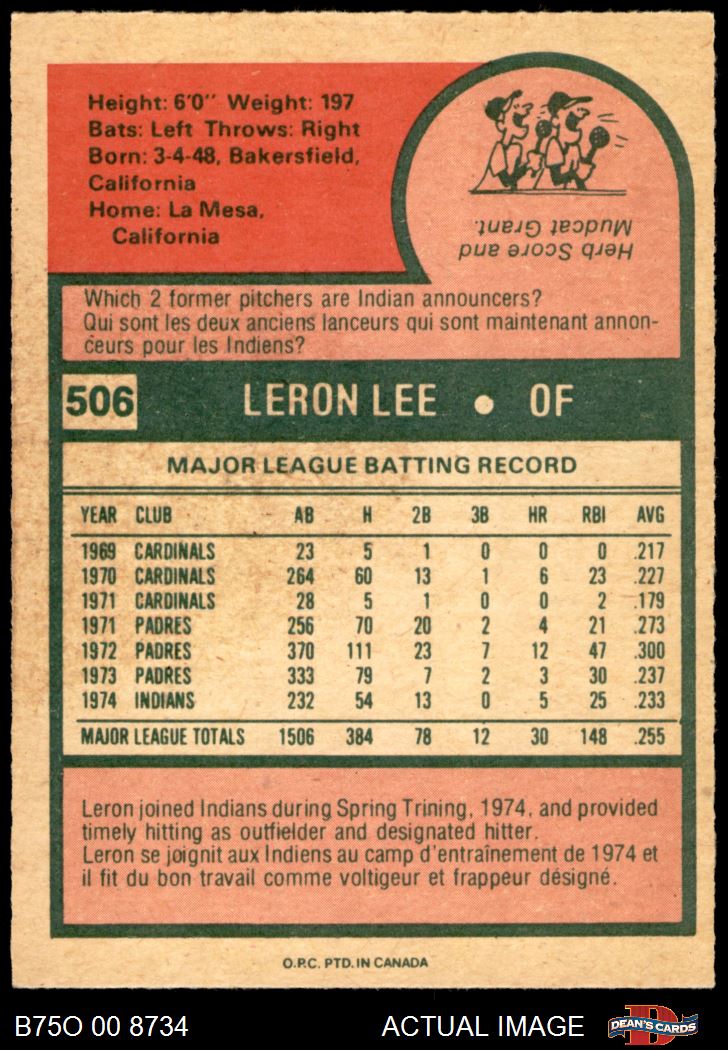 Height: 6'0" Weight: 197
Bats: Left Throws: Right
Born: 3-4-48, Bakersfield,
California
Home: La Mesa,
California
Herb Score and
Mudcat Grant.
Which 2 former pitchers are Indian announcers?
Qui sont les deux anciens lanceurs qui sont maintenant annon-
ceurs pour les Indiens?
506 LERON LEE • OF
MAJOR LEAGUE BATTING RECORD
YEAR CLUB AB H 2B 3B HR RBI AVG
1969 CARDINALS 23 5 1 0 0 0 .217
1970 CARDINALS 264 60 13 1 6 23 .227
1971 CARDINALS 28 5 1 0 0 2 .179
1971 PADRES 256 70 20 2 4 21 .273
1972 PADRES 370 111 23 7 12 47 .300
1973 PADRES 333 79 7 2 3 30 .237
1974 INDIANS 232 54 13 0 5 25 .233
MAJOR LEAGUE TOTALS 1506 384 78 12 30 148 .255
Leron joined Indians during Spring Trining, 1974, and provided
timely hitting as outfielder and designated hitter.
Leron se joignit aux Indiens au camp d'entraînement de 1974 et
il fit du bon travail comme voltigeur et frappeur désigné.
O.P.C. PTD. IN CANADA
B75O 00 8734 ACTUAL IMAGE
D
DEAN'S CARDS